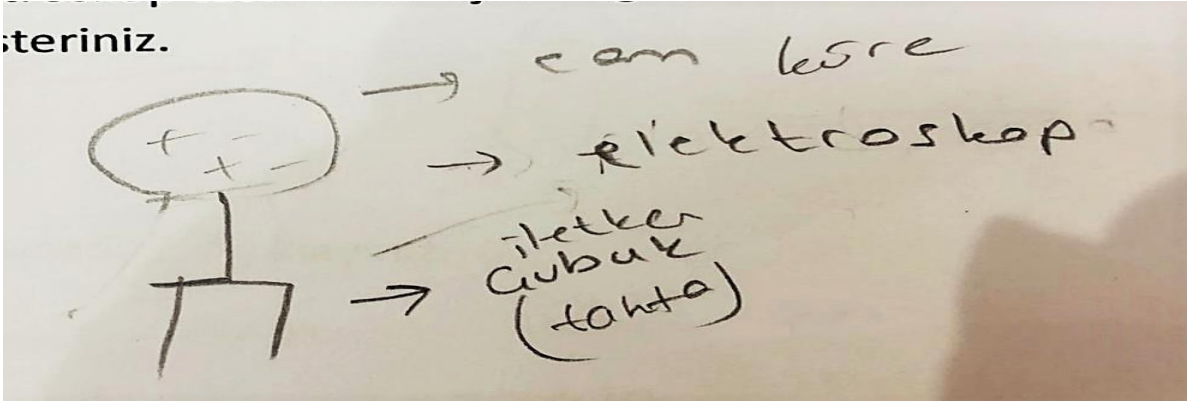 steriniz.
cam küre
+ -
+ -
elektroskop
iletken
Çubuk
(tahta)